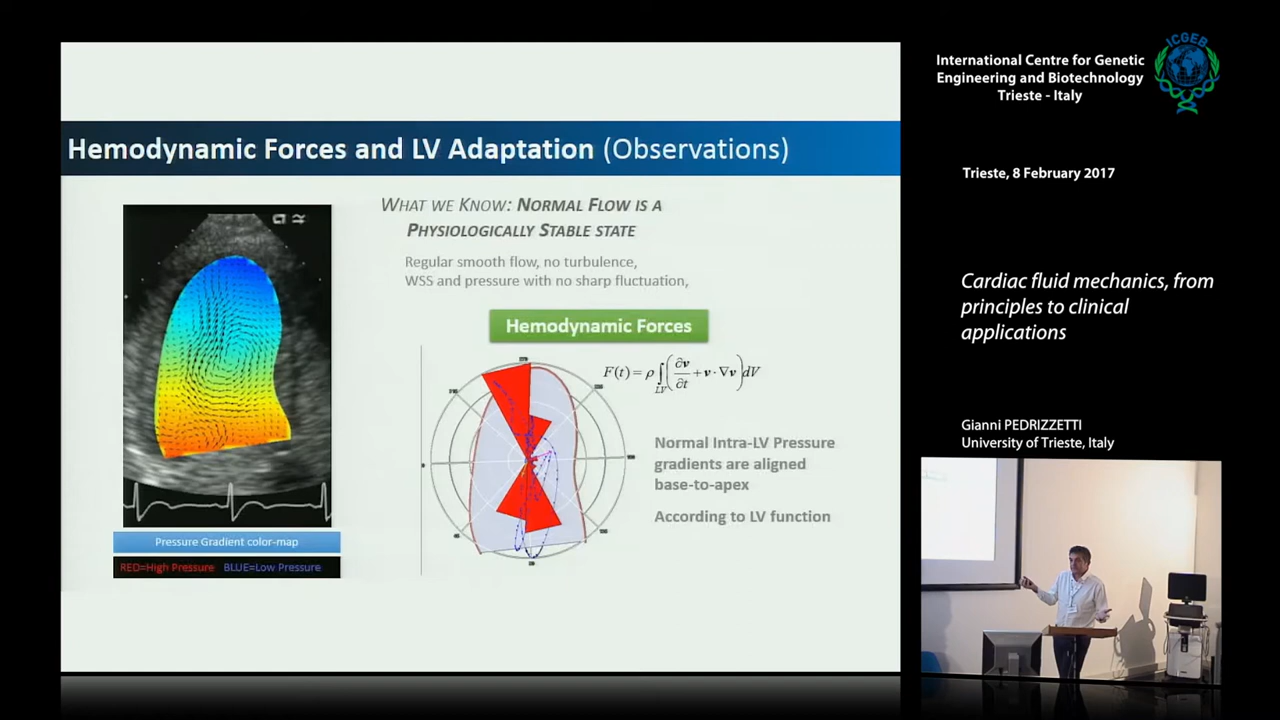 Hemodynamic Forces and LV Adaptation (Observations)
WHAT WE KNOW: NORMAL FLOW IS A
PHYSIOLOGICALLY STABLE STATE
Regular smooth flow, no turbulence,
WSS and pressure with no sharp fluctuation,
Hemodynamic Forces
F(t) = ρ ∫LV (∂v/∂t + v · ∇v) dV
Normal Intra-LV Pressure
gradients are aligned
base-to-apex
According to LV function
Pressure Gradient color-map
RED=High Pressure BLUE=Low Pressure
International Centre for Genetic
Engineering and Biotechnology
Trieste - Italy
ICGEB
Trieste, 8 February 2017
Cardiac fluid mechanics, from
principles to clinical
applications
Gianni PEDRIZZETTI
University of Trieste, Italy